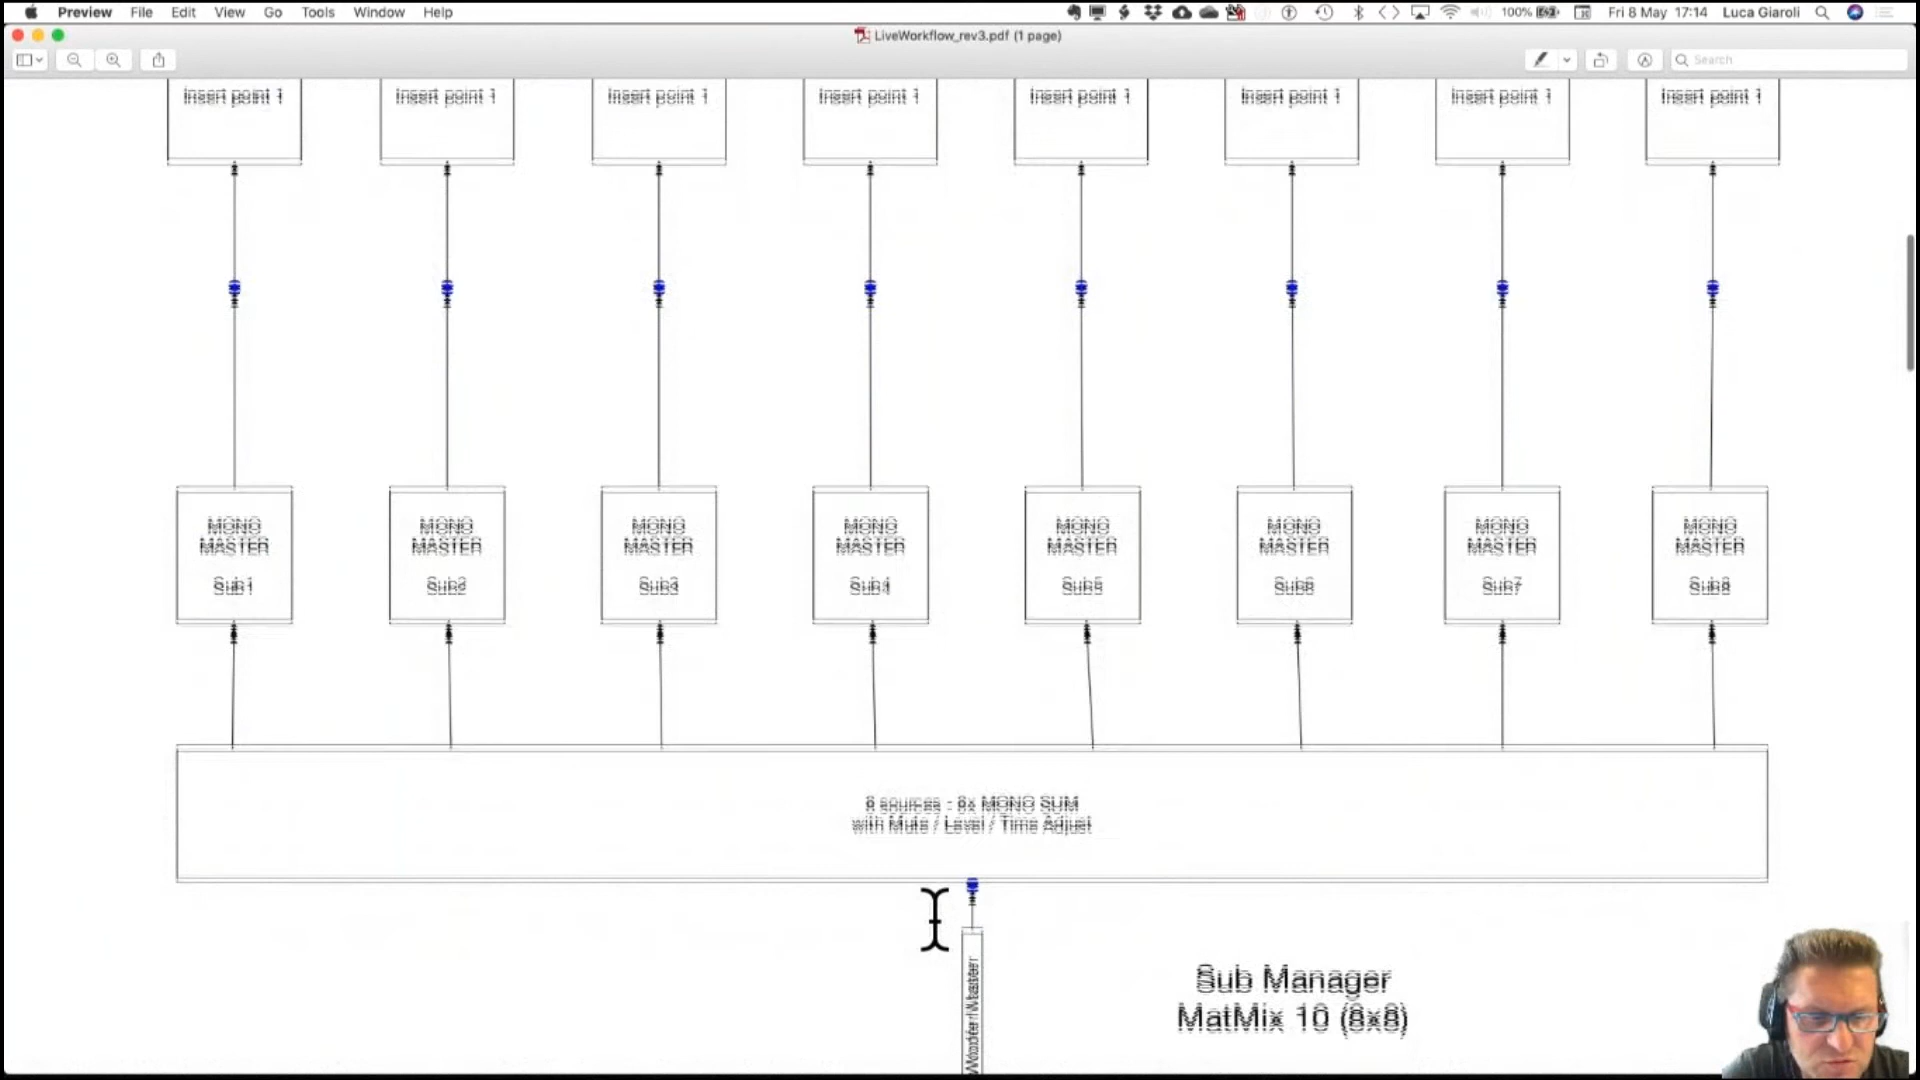 Preview File Edit View Go Tools Window Help 100% Fri 8 May 17:14 Luca Giaroli
LiveWorkflow_rev3.pdf (1 page)
Search
Insert point 1 Insert point 1 Insert point 1 Insert point 1 Insert point 1 Insert point 1 Insert point 1 Insert point 1
MONO MONO MONO MONO MONO MONO MONO MONO
MASTER MASTER MASTER MASTER MASTER MASTER MASTER MASTER
Sub1 Sub2 Sub3 Sub4 Sub5 Sub6 Sub7 Sub8
MONO SUM
with Mute / Level / Time Adjust
Sub Manager
MatMix 10 (8x8)